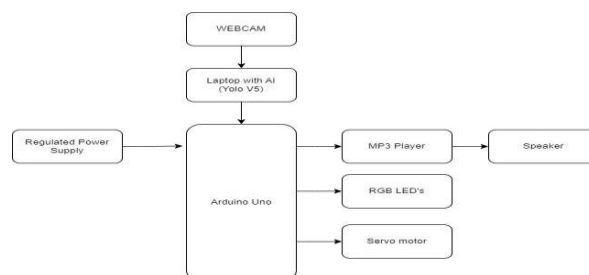 WEBCAM
Laptop with AI
(Yolo V5)
Regulated Power
Supply
Arduino Uno
MP3 Player
Speaker
RGB LED's
Servo motor